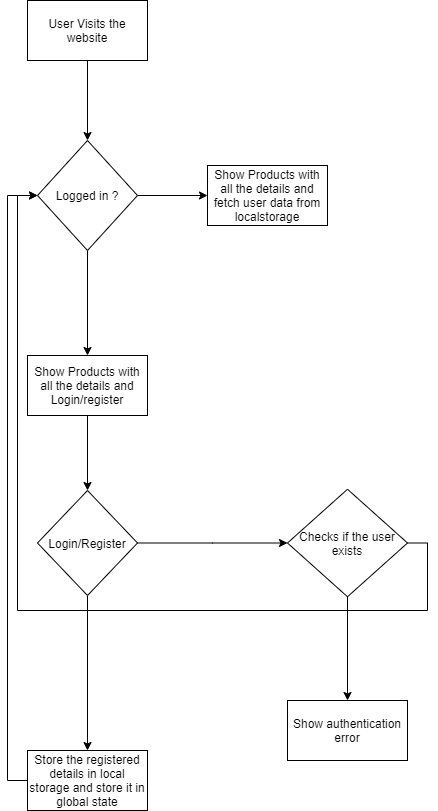 User Visits the
website
Logged in ?
Show Products with
all the details and
fetch user data from
localstorage
Show Products with
all the details and
Login/register
Login/Register
Checks if the user
exists
Show authentication
error
Store the registered
details in local
storage and store it in
global state